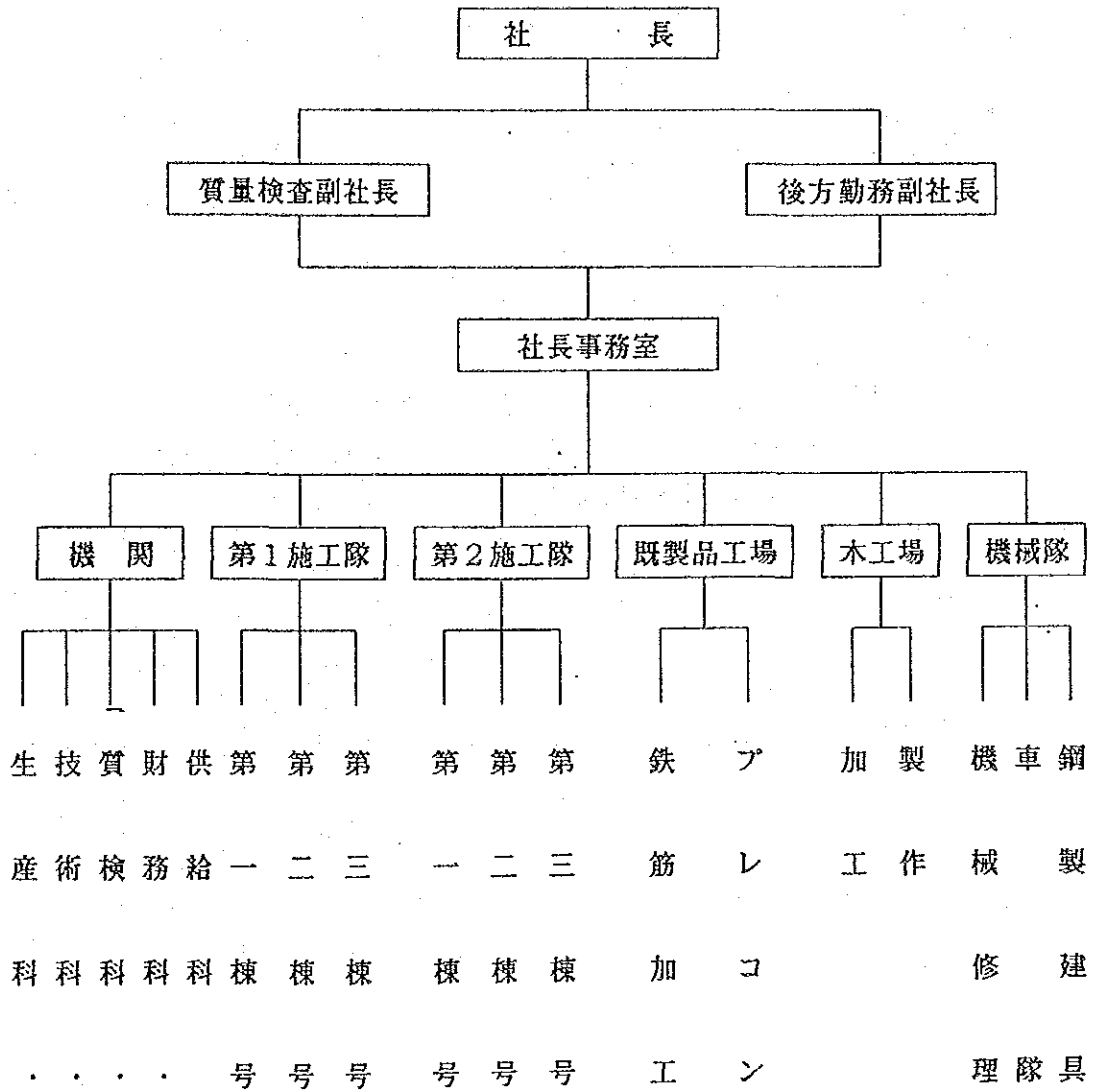 社長
質量検査副社長
後方勤務副社長
社長事務室
機関
第1施工隊
第2施工隊
既製品工場
木工場
機械隊
生産科・
技術科・
質検科・
財務科・
供給科
第一棟号
第二棟号
第三棟号
第一棟号
第二棟号
第三棟号
鉄筋加工
プレコン
加工
製作
機械修理
車隊
鋼製建具